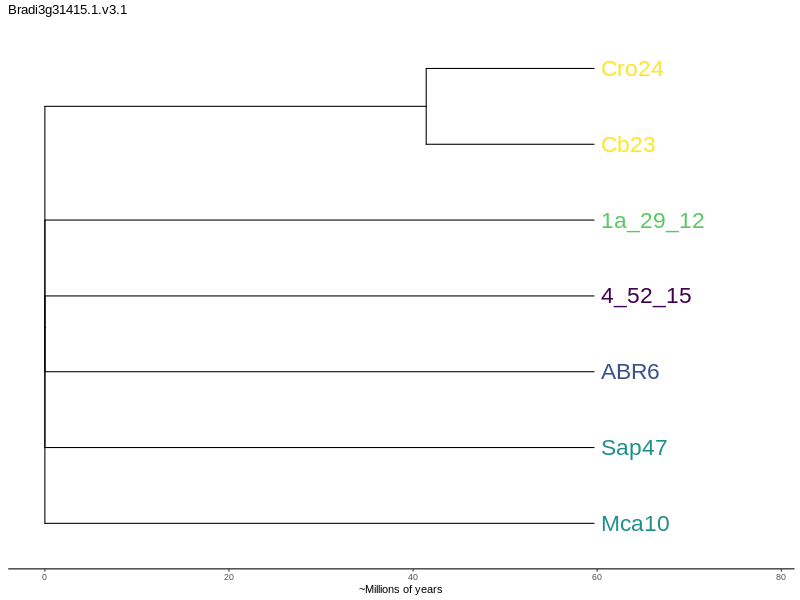 Bradi3g31415.1.v3.1
Cro24
Cb23
1a_29_12
4_52_15
ABR6
Sap47
Mca10
0 20 40 60 80
~Millions of years